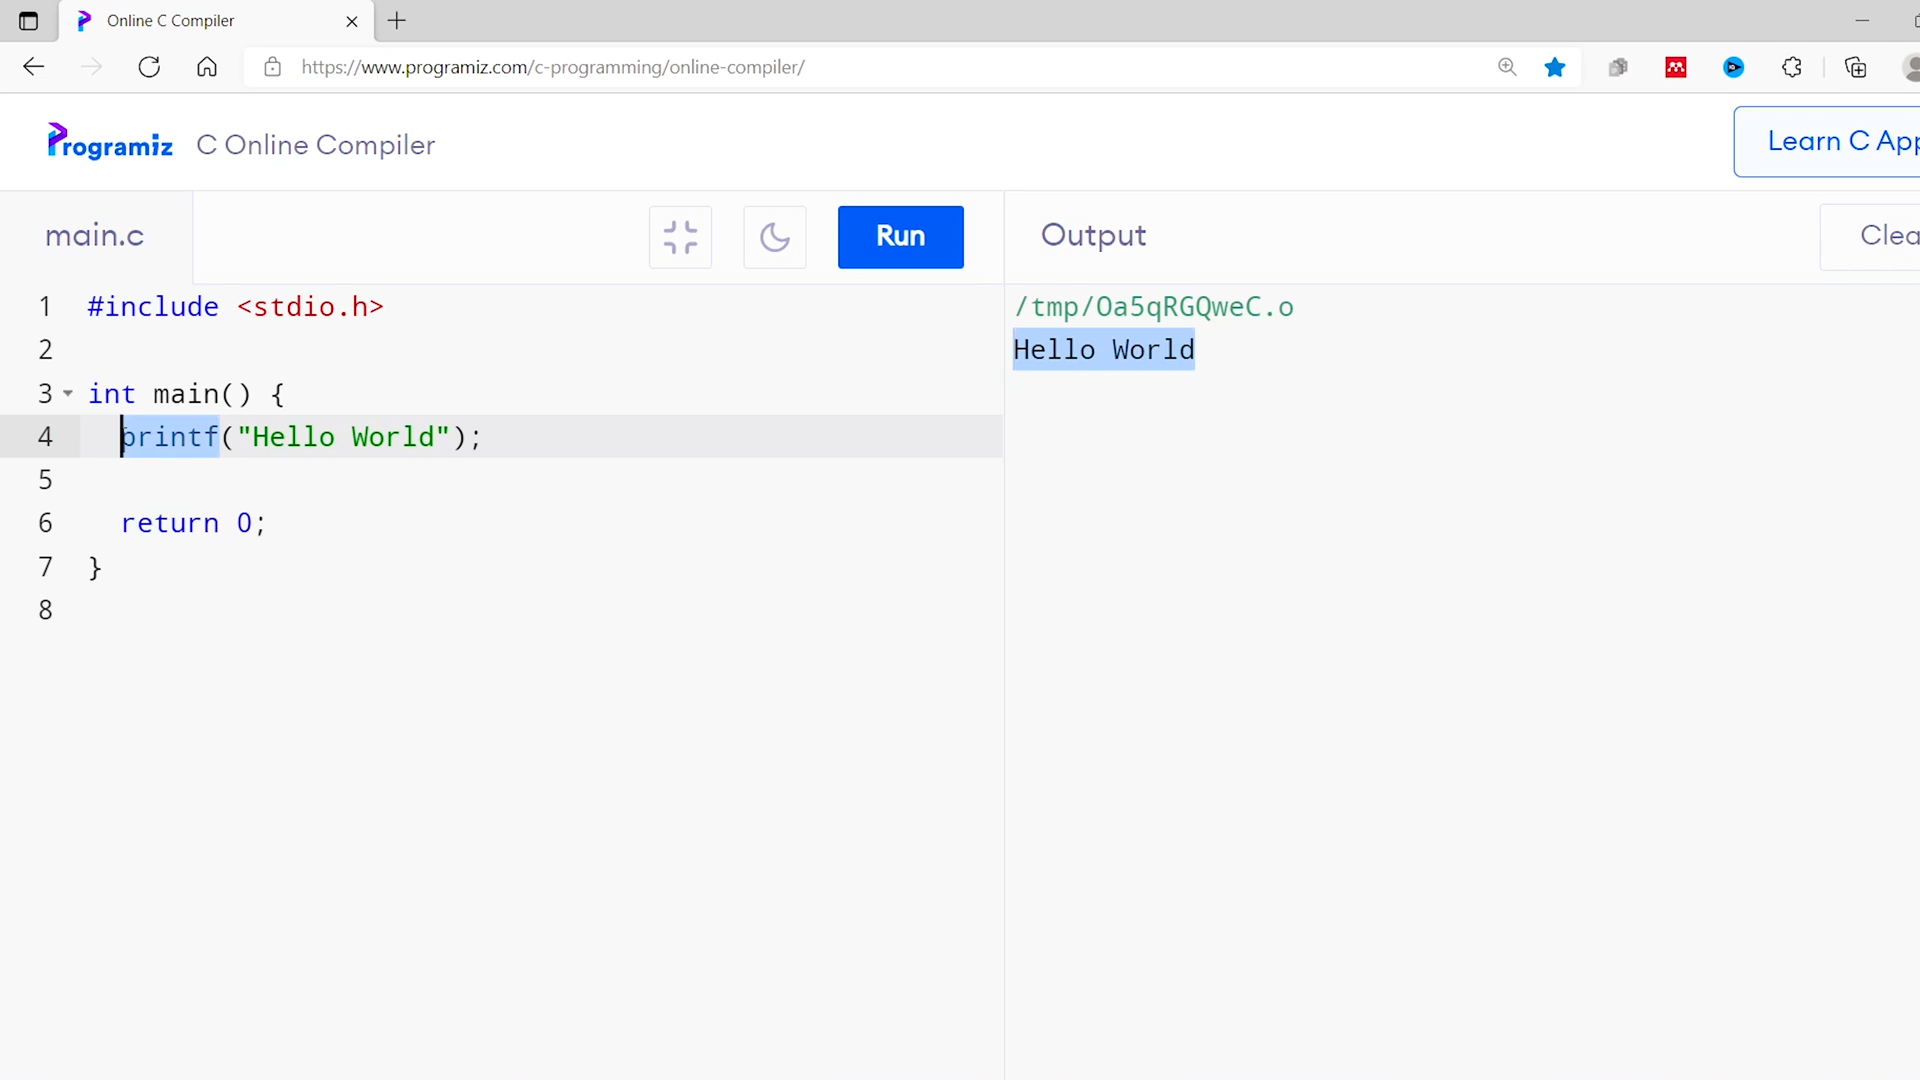 Online C Compiler
https://www.programiz.com/c-programming/online-compiler/
Programiz C Online Compiler
Learn C App
main.c
Run
Output
Clea
1 #include <stdio.h>
2
3 int main() {
4 printf("Hello World");
5
6 return 0;
7 }
8
/tmp/Oa5qRGQweC.o
Hello World